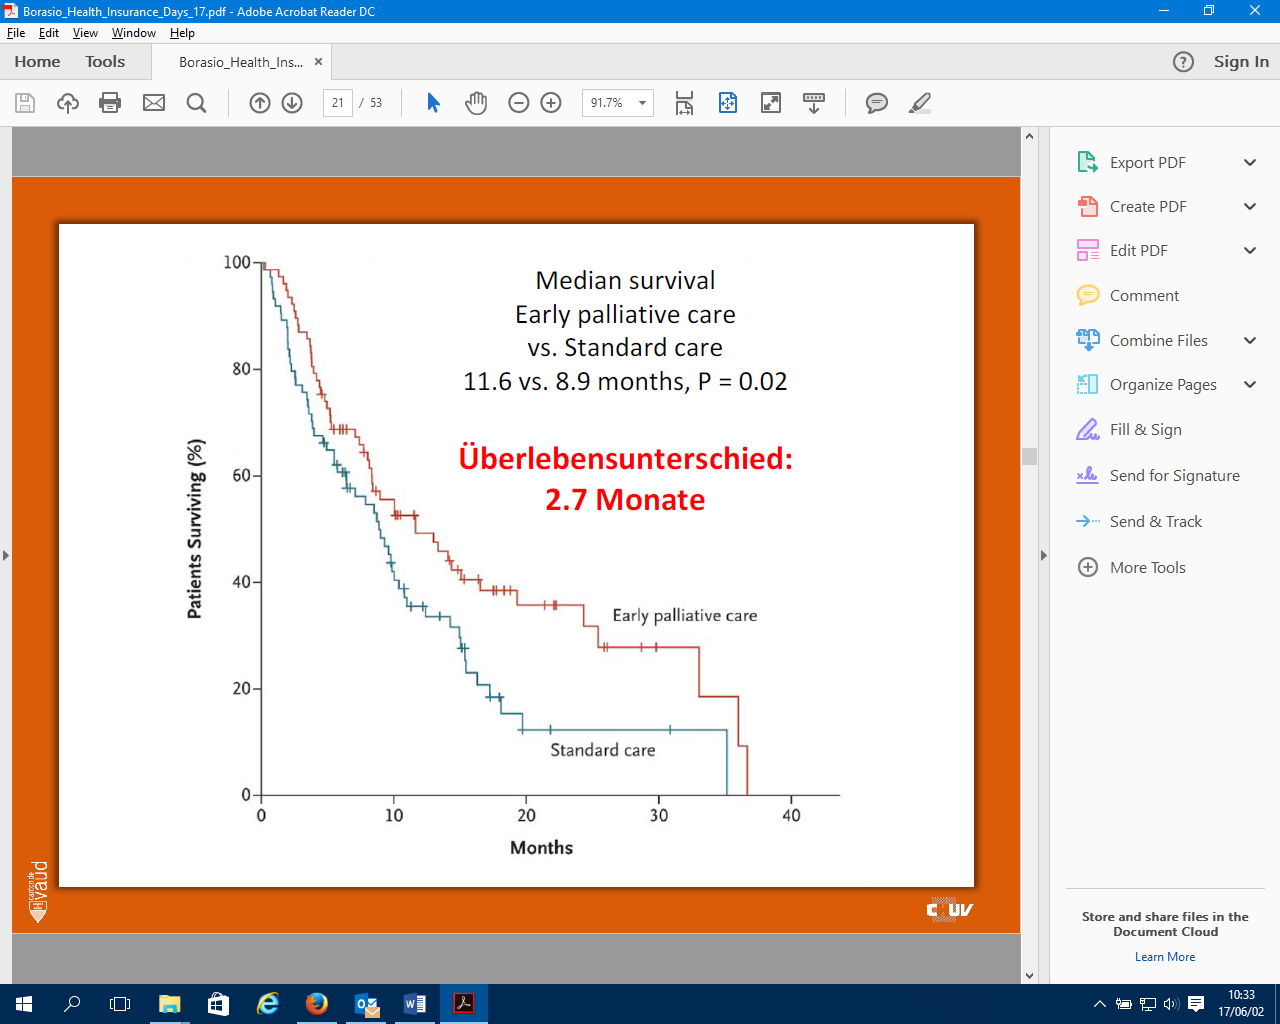 Borasio_Health_Insurance_Days_17.pdf - Adobe Acrobat Reader DC
File Edit View Window Help
Home Tools Borasio_Health_Ins... Sign In
21 / 53 91.7%
Export PDF
Create PDF
Edit PDF
Comment
Combine Files
Organize Pages
Fill & Sign
Send for Signature
Send & Track
More Tools
Store and share files in the
Document Cloud
Learn More
Median survival
Early palliative care
vs. Standard care
11.6 vs. 8.9 months, P = 0.02
Überlebensunterschied:
2.7 Monate
Patients Surviving (%)
100
80
60
40
20
0
Early palliative care
Standard care
0 10 20 30 40
Months
canton de
vaud
CHUV
10:33
17/06/02